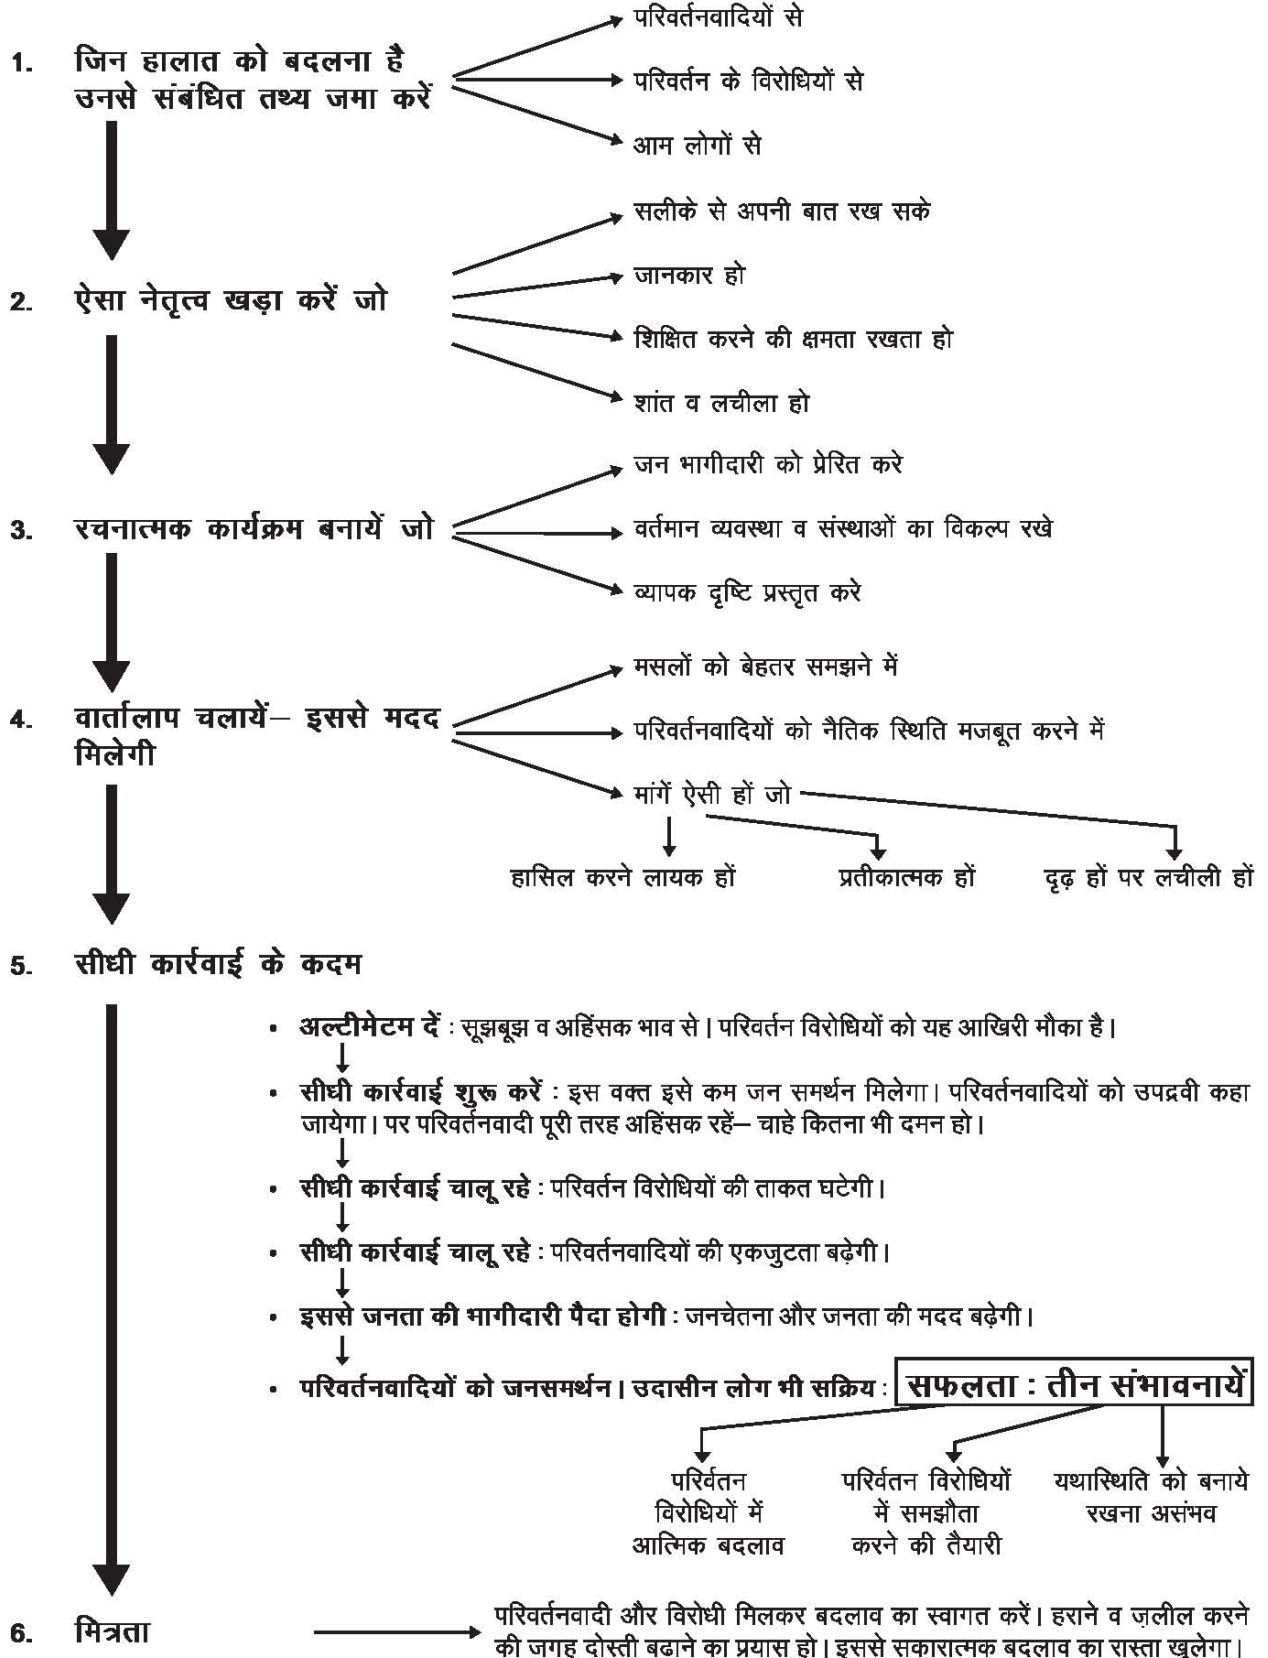 परिवर्तनवादियों से
1. जिन हालात को बदलना है
उनसे संबंधित तथ्य जमा करें
परिवर्तन के विरोधियों से
आम लोगों से
सलीके से अपनी बात रख सके
जानकार हो
2. ऐसा नेतृत्व खड़ा करें जो
शिक्षित करने की क्षमता रखता हो
शांत व लचीला हो
जन भागीदारी को प्रेरित करे
3. रचनात्मक कार्यक्रम बनायें जो
वर्तमान व्यवस्था व संस्थाओं का विकल्प रखे
व्यापक दृष्टि प्रस्तृत करे
मसलों को बेहतर समझने में
4. वार्तालाप चलायें– इससे मदद
मिलेगी
परिवर्तनवादियों को नैतिक स्थिति मजबूत करने में
मांगें ऐसी हों जो
हासिल करने लायक हों
प्रतीकात्मक हों
दृढ़ हों पर लचीली हों
5. सीधी कार्रवाई के कदम
• अल्टीमेटम दें : सूझबूझ व अहिंसक भाव से। परिवर्तन विरोधियों को यह आखिरी मौका है।
• सीधी कार्रवाई शुरू करें : इस वक्त इसे कम जन समर्थन मिलेगा। परिवर्तनवादियों को उपद्रवी कहा
जायेगा। पर परिवर्तनवादी पूरी तरह अहिंसक रहें– चाहे कितना भी दमन हो।
• सीधी कार्रवाई चालू रहे : परिवर्तन विरोधियों की ताकत घटेगी।
• सीधी कार्रवाई चालू रहे : परिवर्तनवादियों की एकजुटता बढ़ेगी।
• इससे जनता की भागीदारी पैदा होगी : जनचेतना और जनता की मदद बढ़ेगी।
• परिवर्तनवादियों को जनसमर्थन। उदासीन लोग भी सक्रिय : सफलता : तीन संभावनायें
परिर्वतन
विरोधियों में
आत्मिक बदलाव
परिर्वतन विरोधियों
में समझौता
करने की तैयारी
यथास्थिति को बनाये
रखना असंभव
6. मित्रता
परिवर्तनवादी और विरोधी मिलकर बदलाव का स्वागत करें। हराने व ज़लील करने
की जगह दोस्ती बढाने का प्रयास हो। इससे सकारात्मक बदलाव का रास्ता खुलेगा।